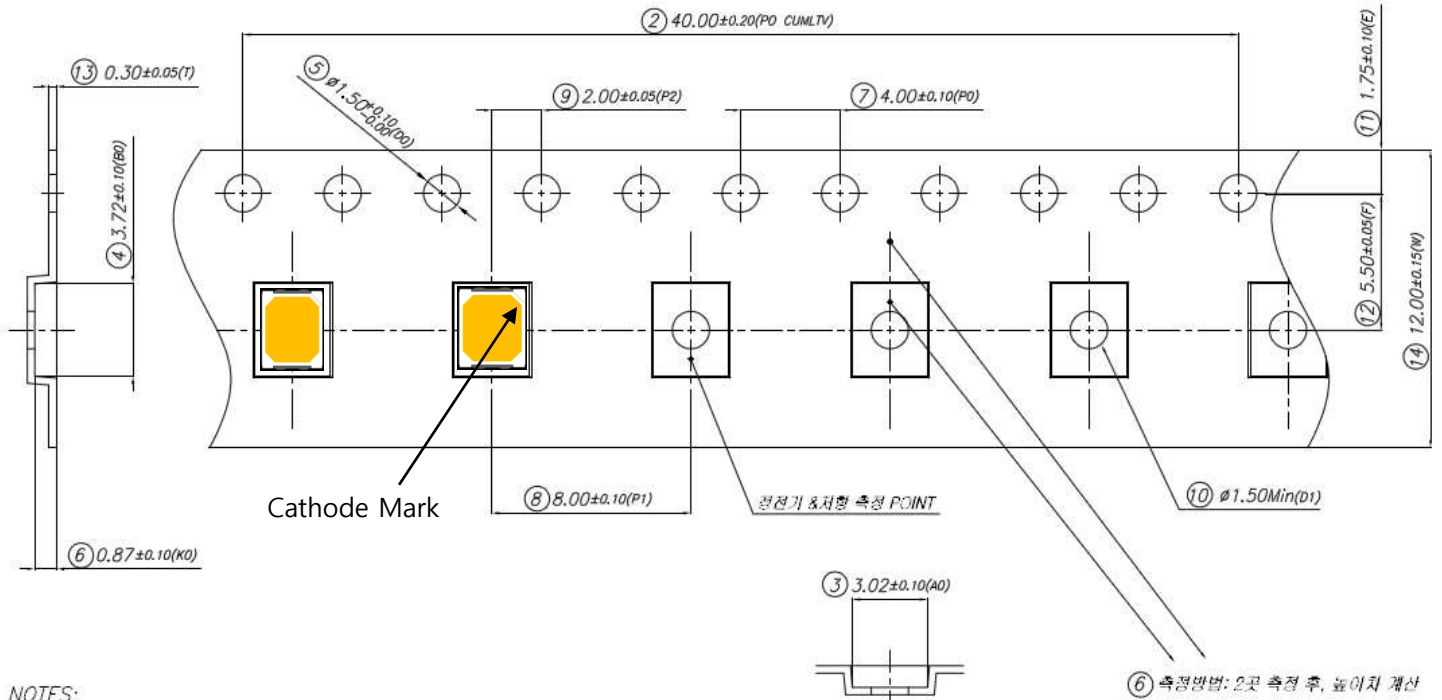 ② 40.00±0.20(P0 CUMLTV)
⑪ 1.75±0.10(E)
⑬ 0.30±0.05(T)
⑤ ø1.50+0.10-0.00(D0)
⑨ 2.00±0.05(P2)
⑦ 4.00±0.10(P0)
④ 3.72±0.10(B0)
⑫ 5.50±0.05(F)
⑭ 12.00±0.15(W)
Cathode Mark
⑧ 8.00±0.10(P1)
정전기 &저항 측정 POINT
⑩ ø1.50Min(D1)
⑥ 0.87±0.10(K0)
③ 3.02±0.10(A0)
⑥ 측정방법: 2곳 측정 후, 높이차 계산
NOTES: